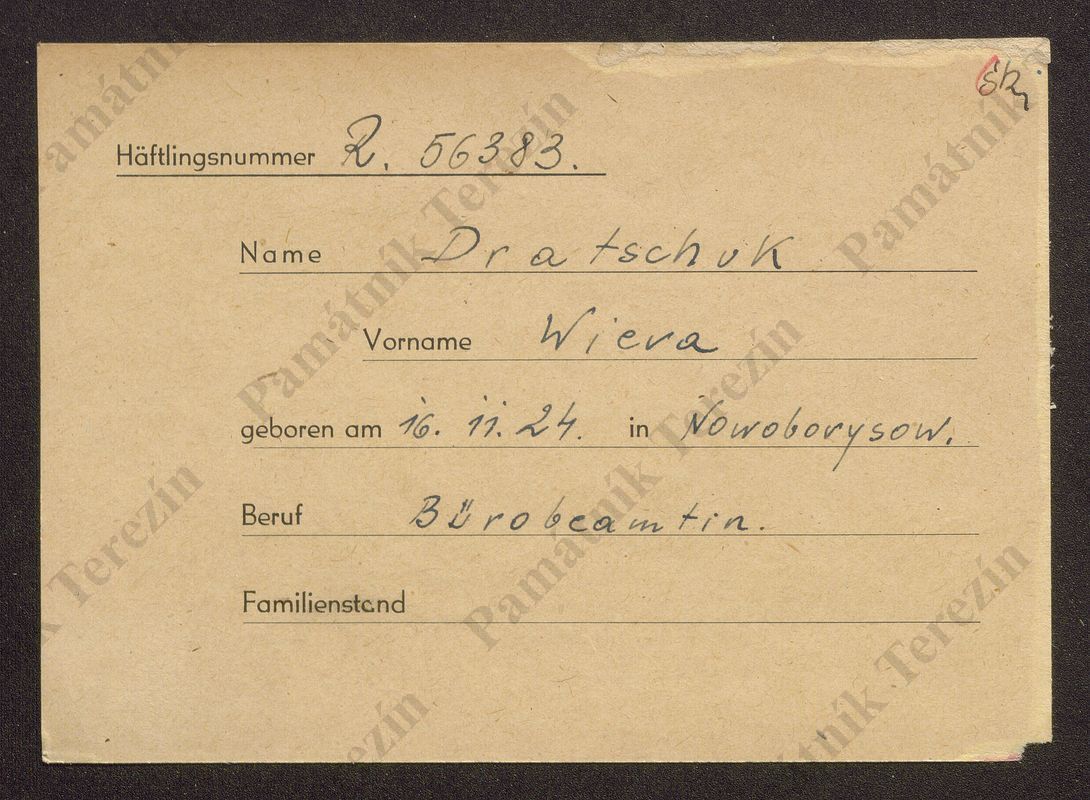 Häftlingsnummer R. 56383.
Name Dratschuk
Vorname Wiera
geboren am 16. 11. 24. in Nowoborysow.
Beruf Bürobeamtin.
Familienstand
Památník Terezín